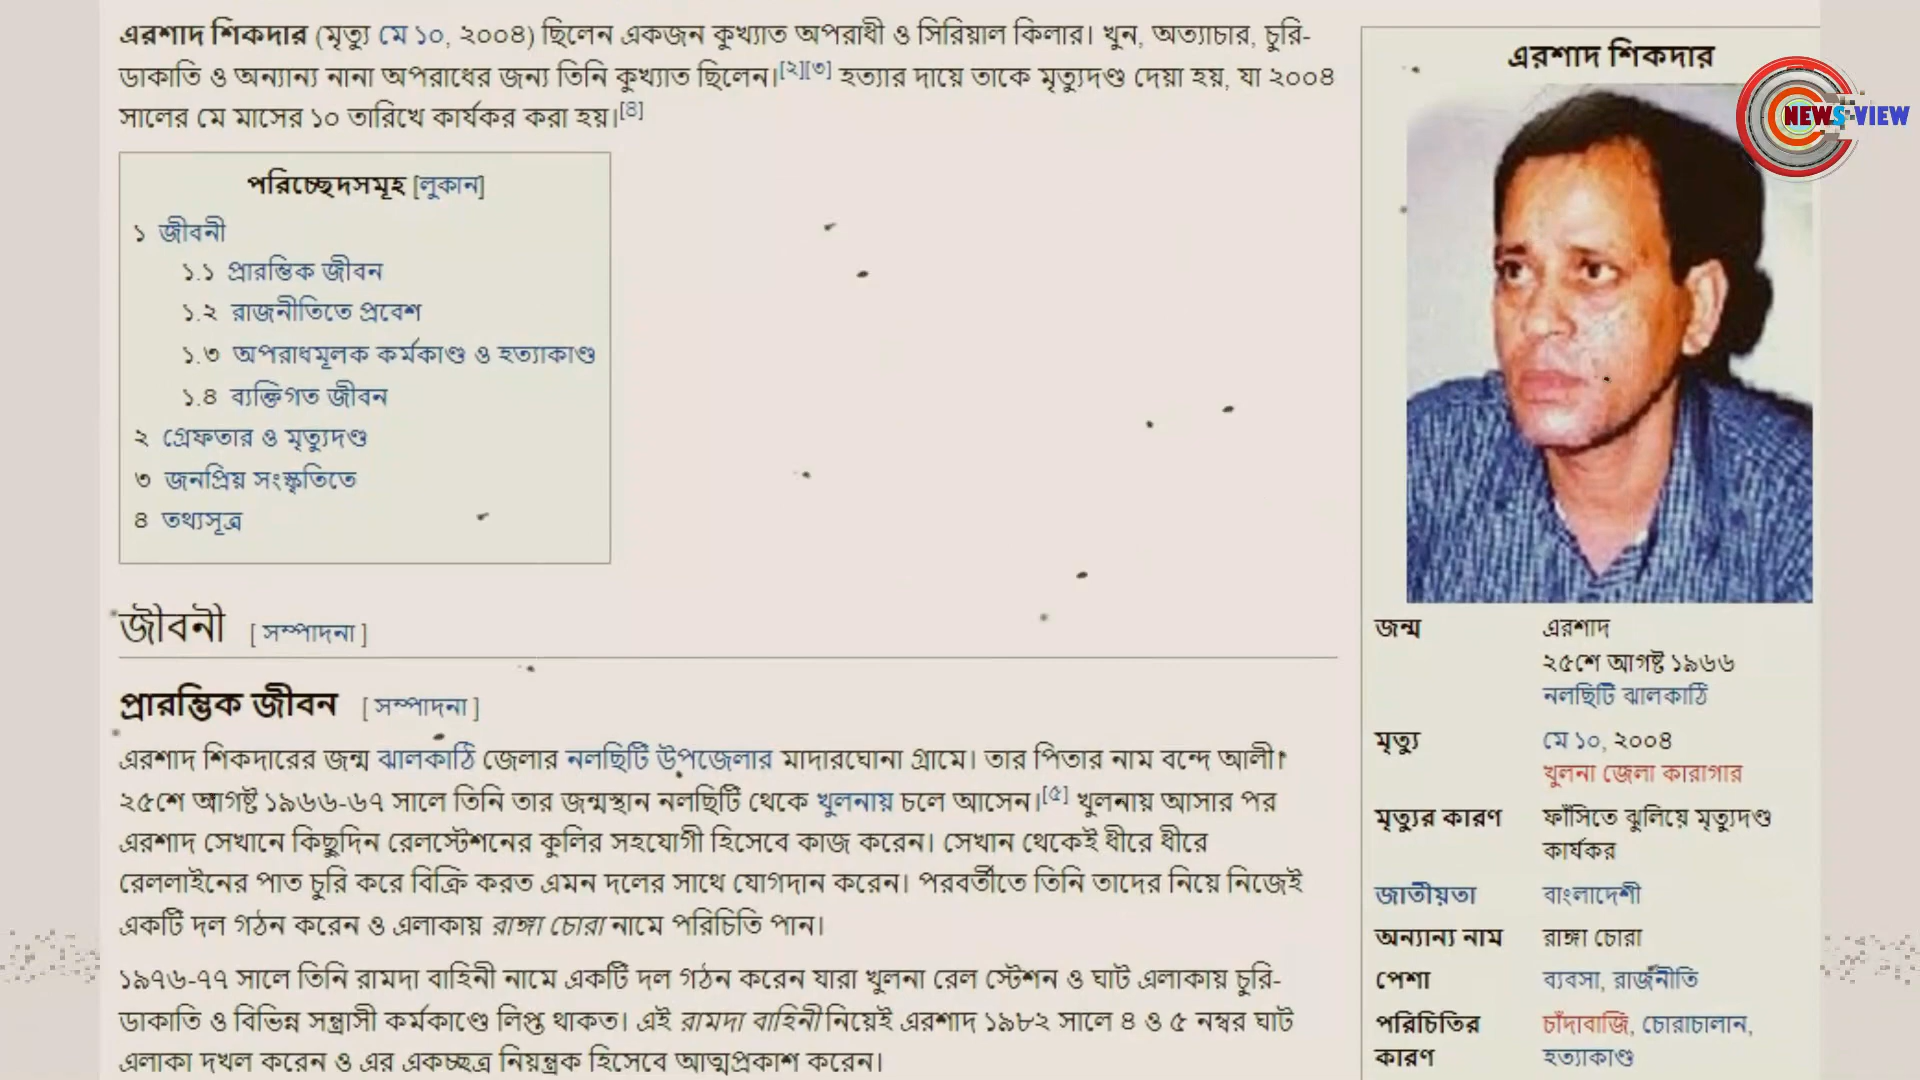 এরশাদ শিকদার (মৃত্যু মে ১০, ২০০৪) ছিলেন একজন কুখ্যাত অপরাধী ও সিরিয়াল কিলার। খুন, অত্যাচার, চুরি-
ডাকাতি ও অন্যান্য নানা অপরাধের জন্য তিনি কুখ্যাত ছিলেন।[২][৩] হত্যার দায়ে তাকে মৃত্যুদণ্ড দেয়া হয়, যা ২০০৪
সালের মে মাসের ১০ তারিখে কার্যকর করা হয়।[৪]
পরিচ্ছেদসমূহ [লুকান]
১ জীবনী
১.১ প্রারম্ভিক জীবন
১.২ রাজনীতিতে প্রবেশ
১.৩ অপরাধমূলক কর্মকাণ্ড ও হত্যাকাণ্ড
১.৪ ব্যক্তিগত জীবন
২ গ্রেফতার ও মৃত্যুদণ্ড
৩ জনপ্রিয় সংস্কৃতিতে
৪ তথ্যসূত্র
জীবনী [ সম্পাদনা ]
প্রারম্ভিক জীবন [ সম্পাদনা ]
এরশাদ শিকদারের জন্ম ঝালকাঠি জেলার নলছিটি উপজেলার মাদারঘোনা গ্রামে। তার পিতার নাম বন্দে আলী।
২৫শে আগষ্ট ১৯৬৬-৬৭ সালে তিনি তার জন্মস্থান নলছিটি থেকে খুলনায় চলে আসেন।[৫] খুলনায় আসার পর
এরশাদ সেখানে কিছুদিন রেলস্টেশনের কুলির সহযোগী হিসেবে কাজ করেন। সেখান থেকেই ধীরে ধীরে
রেললাইনের পাত চুরি করে বিক্রি করত এমন দলের সাথে যোগদান করেন। পরবর্তীতে তিনি তাদের নিয়ে নিজেই
একটি দল গঠন করেন ও এলাকায় রাঙ্গা চোরা নামে পরিচিতি পান।
১৯৭৬-৭৭ সালে তিনি রামদা বাহিনী নামে একটি দল গঠন করেন যারা খুলনা রেল স্টেশন ও ঘাট এলাকায় চুরি-
ডাকাতি ও বিভিন্ন সন্ত্রাসী কর্মকাণ্ডে লিপ্ত থাকত। এই রামদা বাহিনী নিয়েই এরশাদ ১৯৮২ সালে ৪ ও ৫ নম্বর ঘাট
এলাকা দখল করেন ও এর একচ্ছত্র নিয়ন্ত্রক হিসেবে আত্মপ্রকাশ করেন।
এরশাদ শিকদার
NEWS-VIEW
জন্ম এরশাদ
২৫শে আগষ্ট ১৯৬৬
নলছিটি ঝালকাঠি
মৃত্যু মে ১০, ২০০৪
খুলনা জেলা কারাগার
মৃত্যুর কারণ ফাঁসিতে ঝুলিয়ে মৃত্যুদণ্ড
কার্যকর
জাতীয়তা বাংলাদেশী
অন্যান্য নাম রাঙ্গা চোরা
পেশা ব্যবসা, রাজনীতি
পরিচিতির চাঁদাবাজি, চোরাচালান,
কারণ হত্যাকাণ্ড